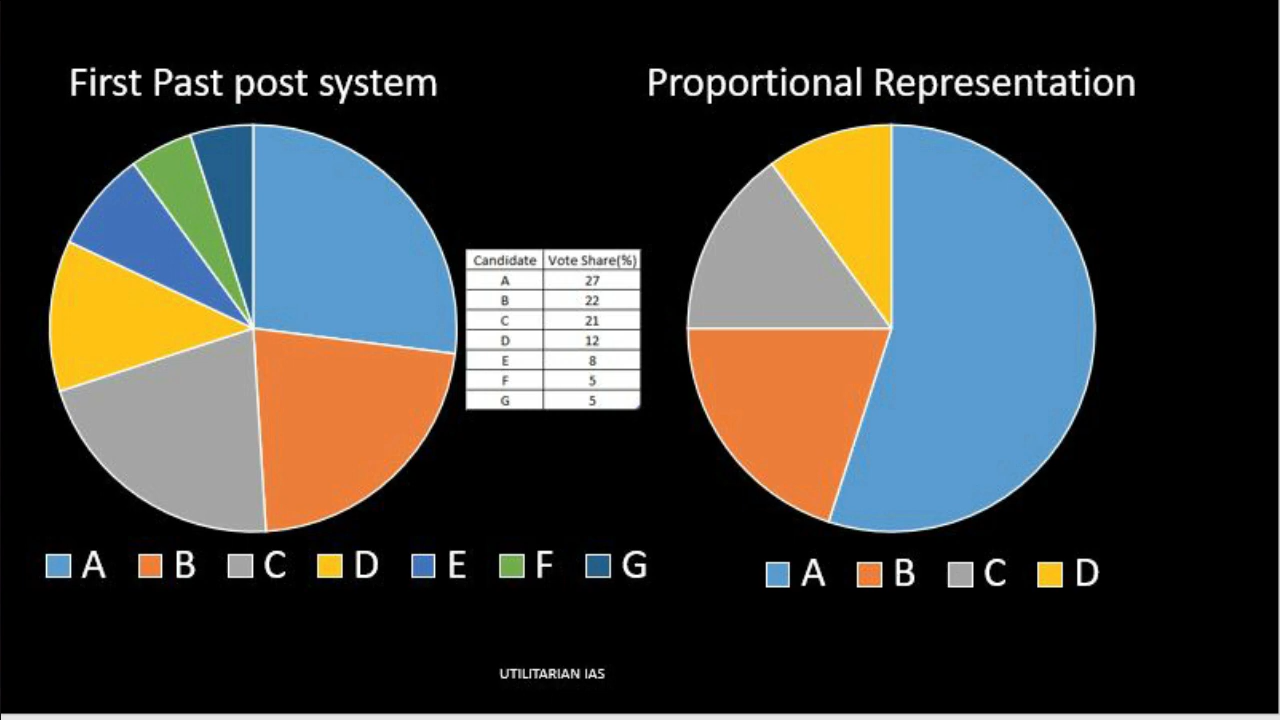 First Past post system
Proportional Representation
Candidate Vote Share(%)
A 27
B 22
C 21
D 12
E 8
F 5
G 5
A B C D E F G
A B C D
UTILITARIAN IAS